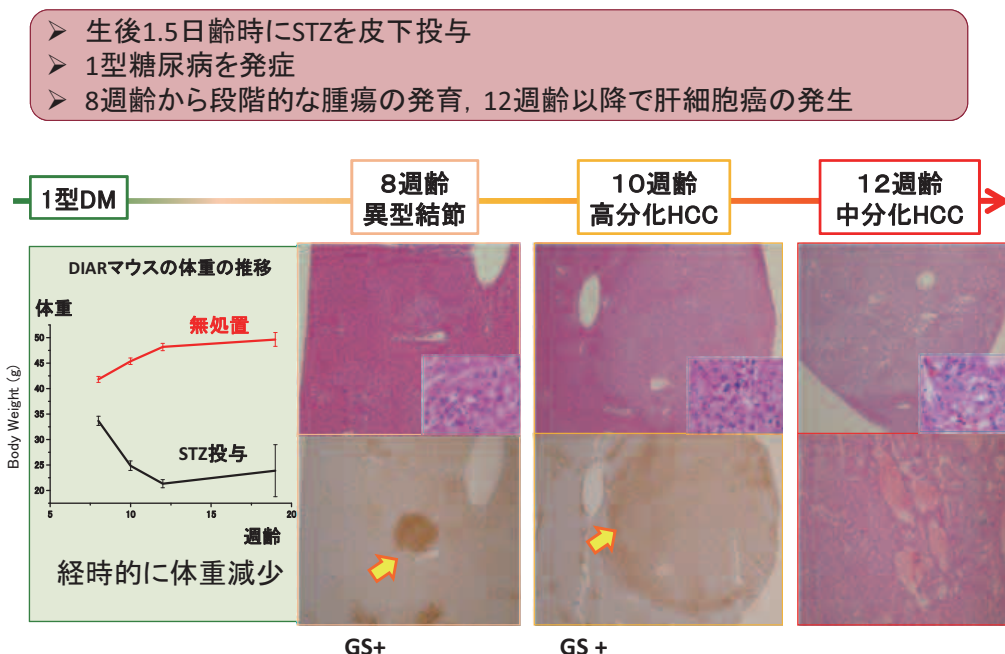 ➤ 生後1.5日齢時にSTZを皮下投与
➤ 1型糖尿病を発症
➤ 8週齢から段階的な腫瘍の発育，12週齢以降で肝細胞癌の発生
1型DM
8週齢
異型結節
10週齢
高分化HCC
12週齢
中分化HCC
DIARマウスの体重の推移
体重
無処置
STZ投与
Body Weight (g)
50
45
40
35
30
25
20
5
10
15
20
週齢
経時的に体重減少
GS+
GS +